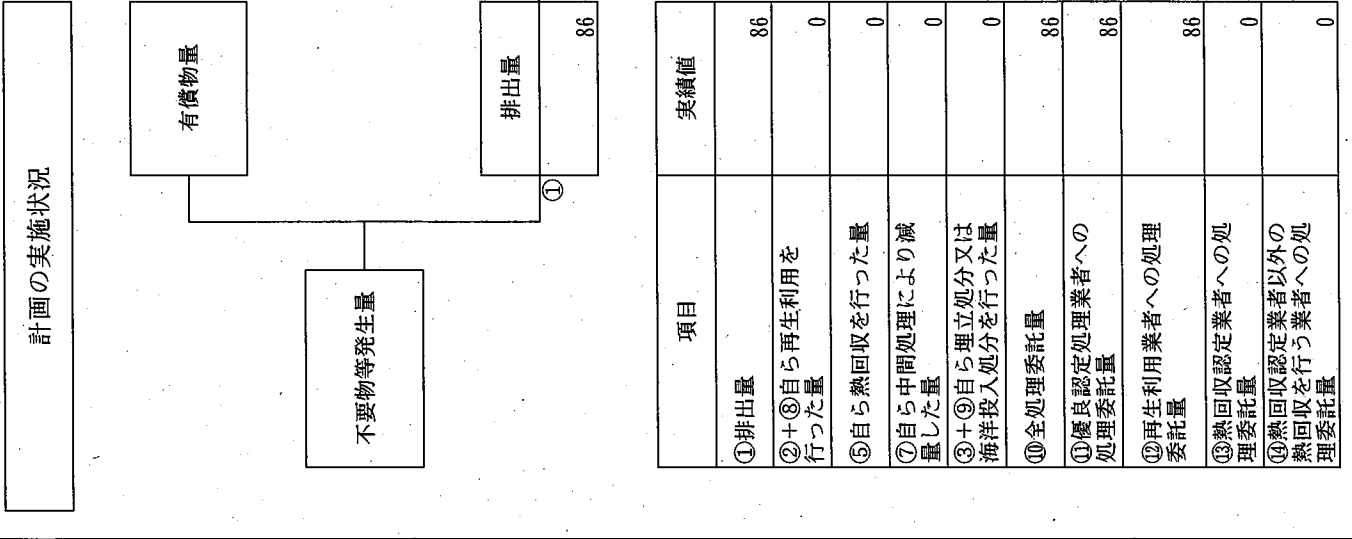 計画の実施状況
不要物等発生量
有償物量
①
排出量
86
項目
実績値
①排出量
86
②+⑧自ら再生利用を
行った量
0
⑤自ら熱回収を行った量
0
⑦自ら中間処理により減
量した量
0
③+⑨自ら埋立処分又は
海洋投入処分を行った量
0
⑩全処理委託量
86
⑪優良認定処理業者への
処理委託量
86
⑫再生利用業者への処理
委託量
86
⑬熱回収認定業者への処
理委託量
0
⑭熱回収認定業者以外の
熱回収を行う業者への処
理委託量
0